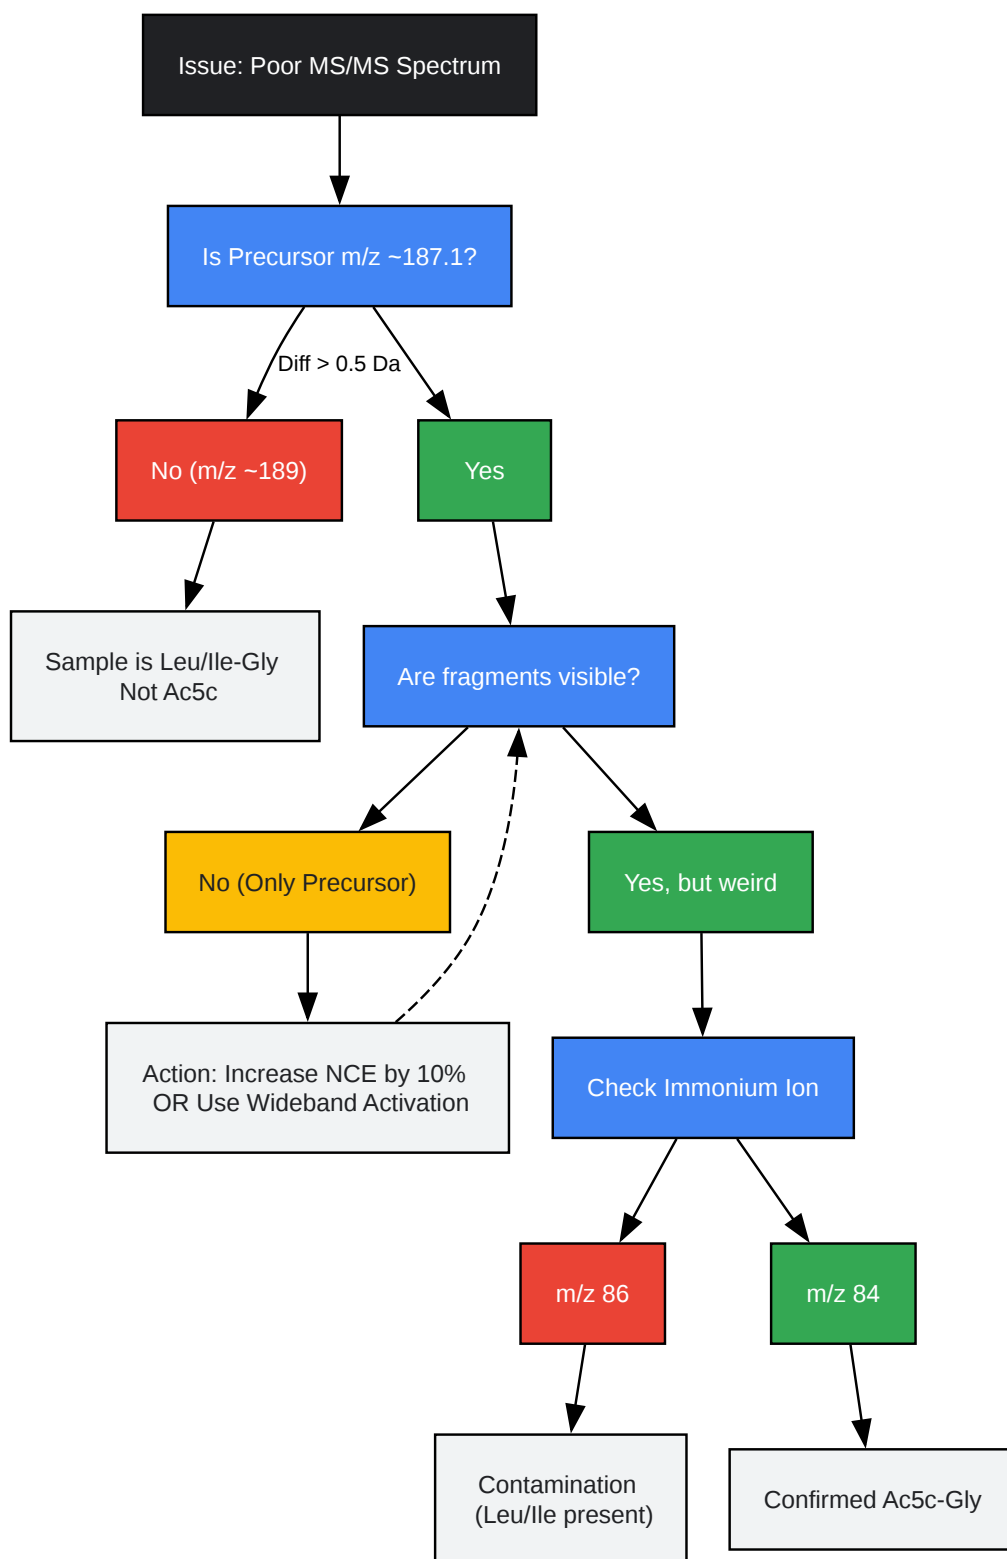 Issue: Poor MS/MS Spectrum
Is Precursor m/z ~187.1?
Diff > 0.5 Da
No (m/z ~189)
Yes
Sample is Leu/Ile-Gly
Not Ac5c
Are fragments visible?
No (Only Precursor)
Yes, but weird
Action: Increase NCE by 10%
OR Use Wideband Activation
Check Immonium Ion
m/z 86
m/z 84
Contamination
(Leu/Ile present)
Confirmed Ac5c-Gly